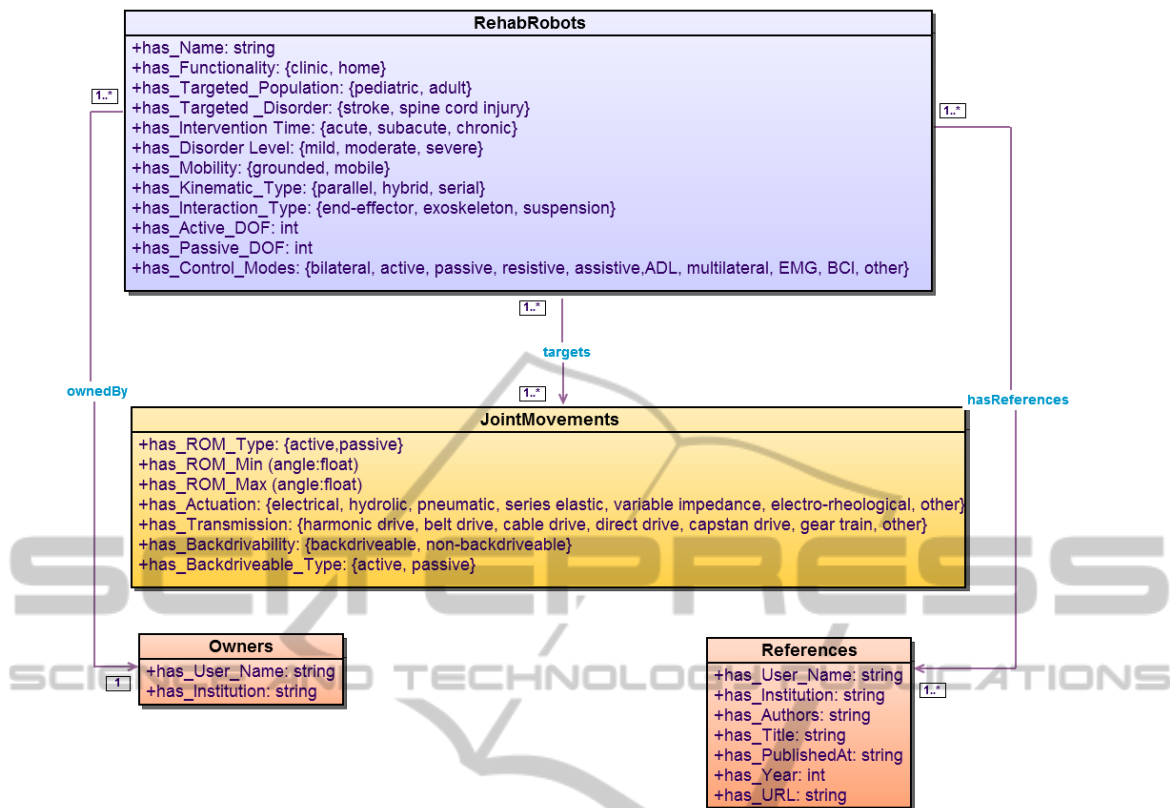 RehabRobots
+has_Name: string
+has_Functionality: {clinic, home}
+has_Targeted_Population: {pediatric, adult}
+has_Targeted _Disorder: {stroke, spine cord injury}
+has_Intervention Time: {acute, subacute, chronic}
+has_Disorder Level: {mild, moderate, severe}
+has_Mobility: {grounded, mobile}
+has_Kinematic_Type: {parallel, hybrid, serial}
+has_Interaction_Type: {end-effector, exoskeleton, suspension}
+has_Active_DOF: int
+has_Passive_DOF: int
+has_Control_Modes: {bilateral, active, passive, resistive, assistive,ADL, multilateral, EMG, BCI, other}
1..*
1..*
1..*
targets
ownedBy
hasReferences
1..*
JointMovements
+has_ROM_Type: {active,passive}
+has_ROM_Min (angle:float)
+has_ROM_Max (angle:float)
+has_Actuation: {electrical, hydrolic, pneumatic, series elastic, variable impedance, electro-rheological, other}
+has_Transmission: {harmonic drive, belt drive, cable drive, direct drive, capstan drive, gear train, other}
+has_Backdrivability: {backdriveable, non-backdriveable}
+has_Backdriveable_Type: {active, passive}
SCITEPRESS
SCIENCE AND TECHNOLOGY PUBLICATIONS
Owners
+has_User_Name: string
+has_Institution: string
1
References
+has_User_Name: string
+has_Institution: string
+has_Authors: string
+has_Title: string
+has_PublishedAt: string
+has_Year: int
+has_URL: string
1..*